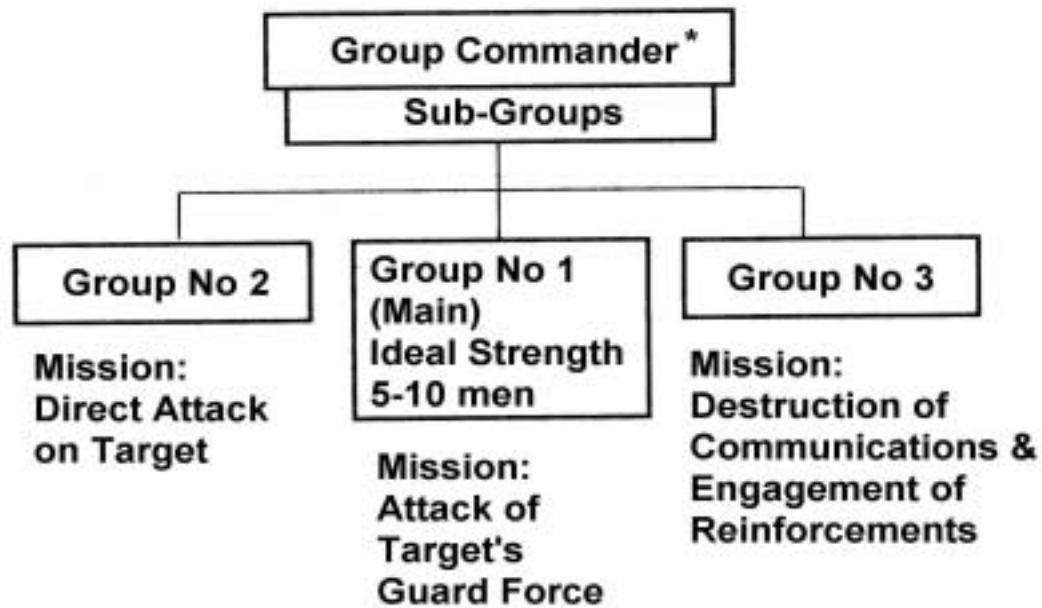 Group Commander*
Sub-Groups
Group No 2
Mission:
Direct Attack
on Target
Group No 1
(Main)
Ideal Strength
5-10 men
Mission:
Attack of
Target's
Guard Force
Group No 3
Mission:
Destruction of
Communications &
Engagement of
Reinforcements